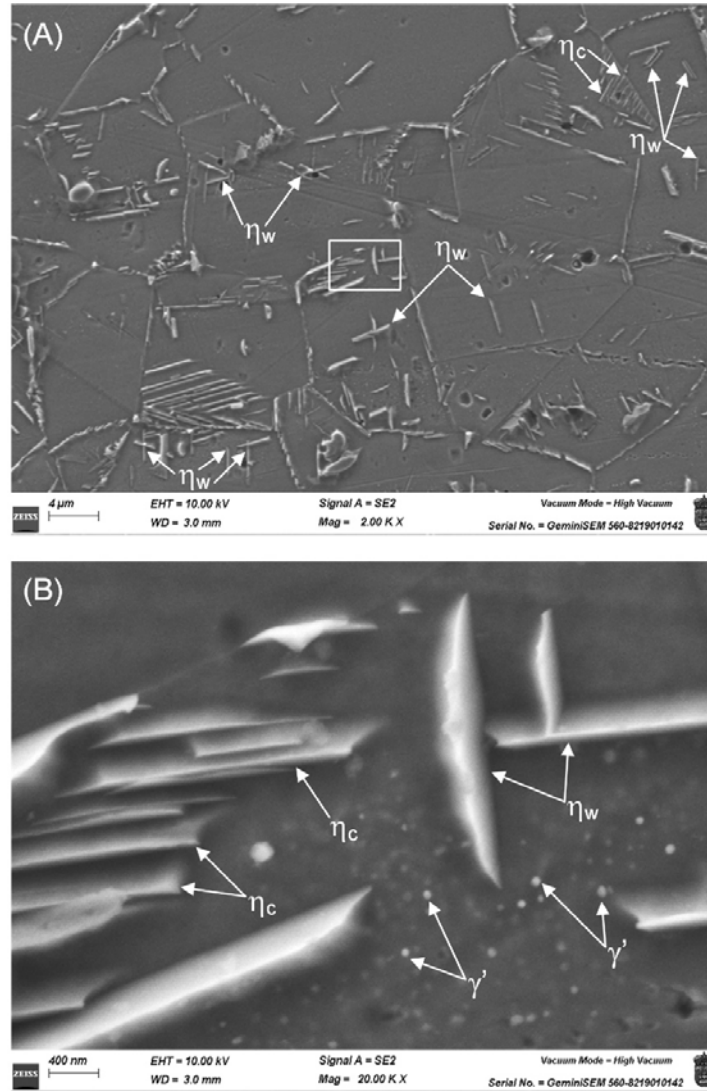 (A)
ηc
ηw
ηw
ηw
ηw
ZEISS
4 µm
EHT = 10.00 kV
Signal A = SE2
Vacuum Mode = High Vacuum
WD = 3.0 mm
Mag = 2.00 K X
Serial No. = GeminiSEM 560-8219010142
(B)
ηw
ηc
ηc
γ'
γ'
ZEISS
400 nm
EHT = 10.00 kV
Signal A = SE2
Vacuum Mode = High Vacuum
WD = 3.0 mm
Mag = 20.00 K X
Serial No. = GeminiSEM 560-8219010142